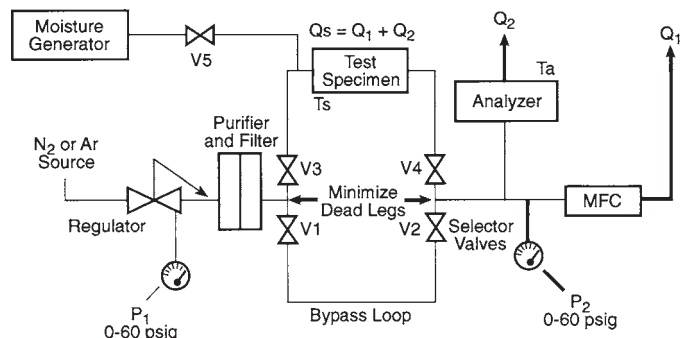 Moisture
Generator
V5
Qs = Q1 + Q2
Test
Specimen
Ts
Q2
Ta
Analyzer
Q1
N2 or Ar
Source
Regulator
Purifier
and Filter
V3
V4
Minimize
Dead Legs
V1
V2
Selector
Valves
MFC
P1
0-60 psig
Bypass Loop
P2
0-60 psig